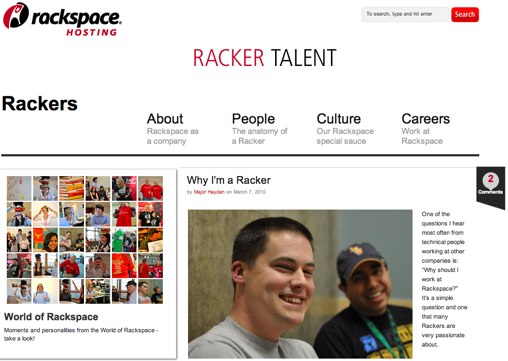 rackspace.
HOSTING
To search, type and hit enter
Search
RACKER TALENT
Rackers
About
Rackspace as
a company
People
The anatomy of
a Racker
Culture
Our Rackspace
special sauce
Careers
Work at
Rackspace
Why I'm a Racker
by Major Hayden on March 7, 2010
2
Comments
One of the
questions I hear
most often from
technical people
working at other
companies is:
"Why should I
work at
Rackspace?"
It's a simple
question and one
that many
Rackers are
very passionate
about.
World of Rackspace
Moments and personalities from the World of Rackspace -
take a look!